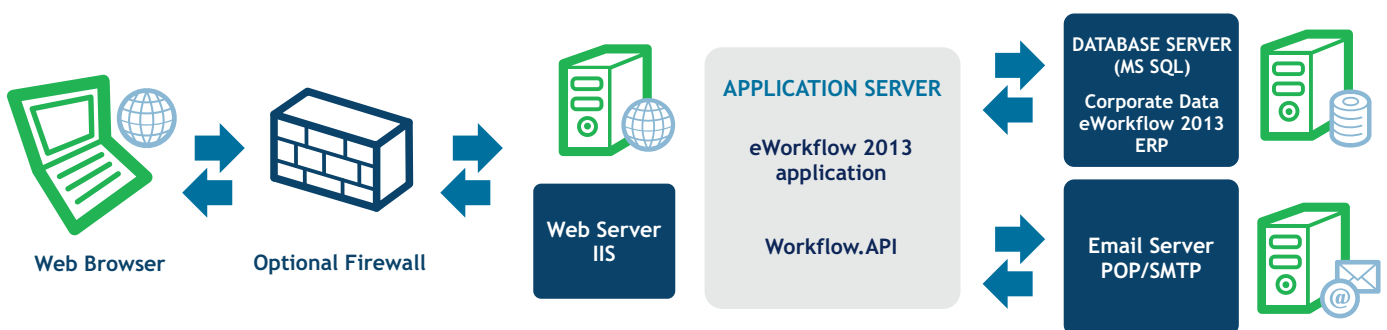 Web Browser
Optional Firewall
Web Server
IIS
APPLICATION SERVER
eWorkflow 2013
application
Workflow.API
DATABASE SERVER
(MS SQL)
Corporate Data
eWorkflow 2013
ERP
Email Server
POP/SMTP
@